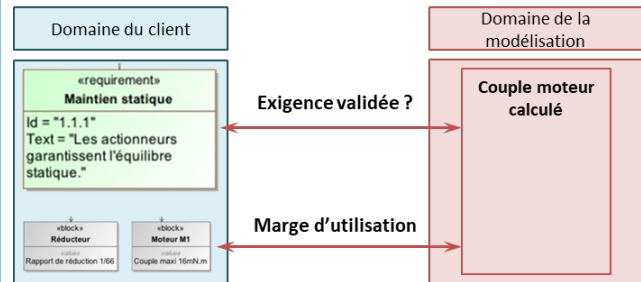 Domaine du client
Domaine de la
modélisation
«requirement»
Maintien statique
Id = "1.1.1"
Text = "Les actionneurs
garantissent l'équilibre
statique."
Exigence validée ?
Couple moteur
calculé
«block»
Réducteur
values
Rapport de réduction 1/66
«block»
Moteur M1
values
Couple maxi 16mN.m
Marge d'utilisation